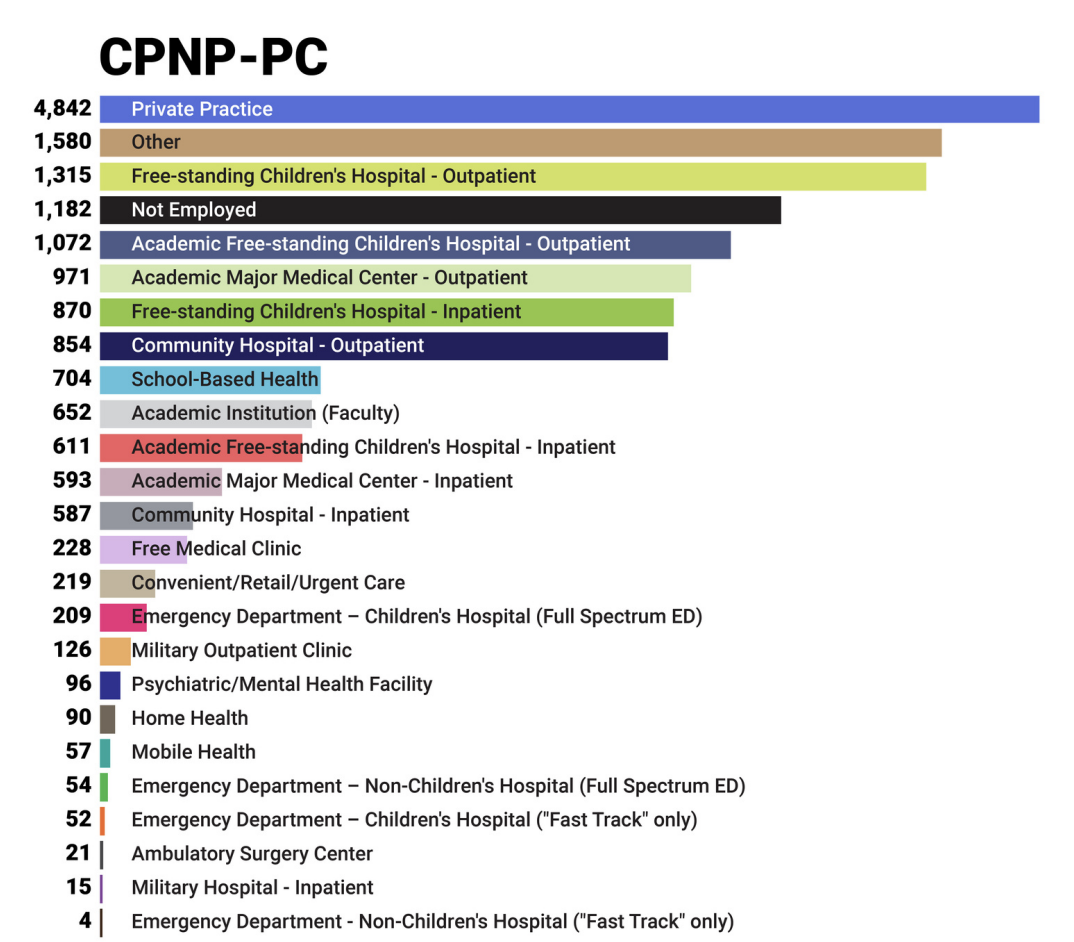 CPNP-PC
4,842 Private Practice
1,580 Other
1,315 Free-standing Children's Hospital - Outpatient
1,182 Not Employed
1,072 Academic Free-standing Children's Hospital - Outpatient
971 Academic Major Medical Center - Outpatient
870 Free-standing Children's Hospital - Inpatient
854 Community Hospital - Outpatient
704 School-Based Health
652 Academic Institution (Faculty)
611 Academic Free-standing Children's Hospital - Inpatient
593 Academic Major Medical Center - Inpatient
587 Community Hospital - Inpatient
228 Free Medical Clinic
219 Convenient/Retail/Urgent Care
209 Emergency Department – Children's Hospital (Full Spectrum ED)
126 Military Outpatient Clinic
96 Psychiatric/Mental Health Facility
90 Home Health
57 Mobile Health
54 Emergency Department – Non-Children's Hospital (Full Spectrum ED)
52 Emergency Department – Children's Hospital ("Fast Track" only)
21 Ambulatory Surgery Center
15 Military Hospital - Inpatient
4 Emergency Department - Non-Children's Hospital ("Fast Track" only)